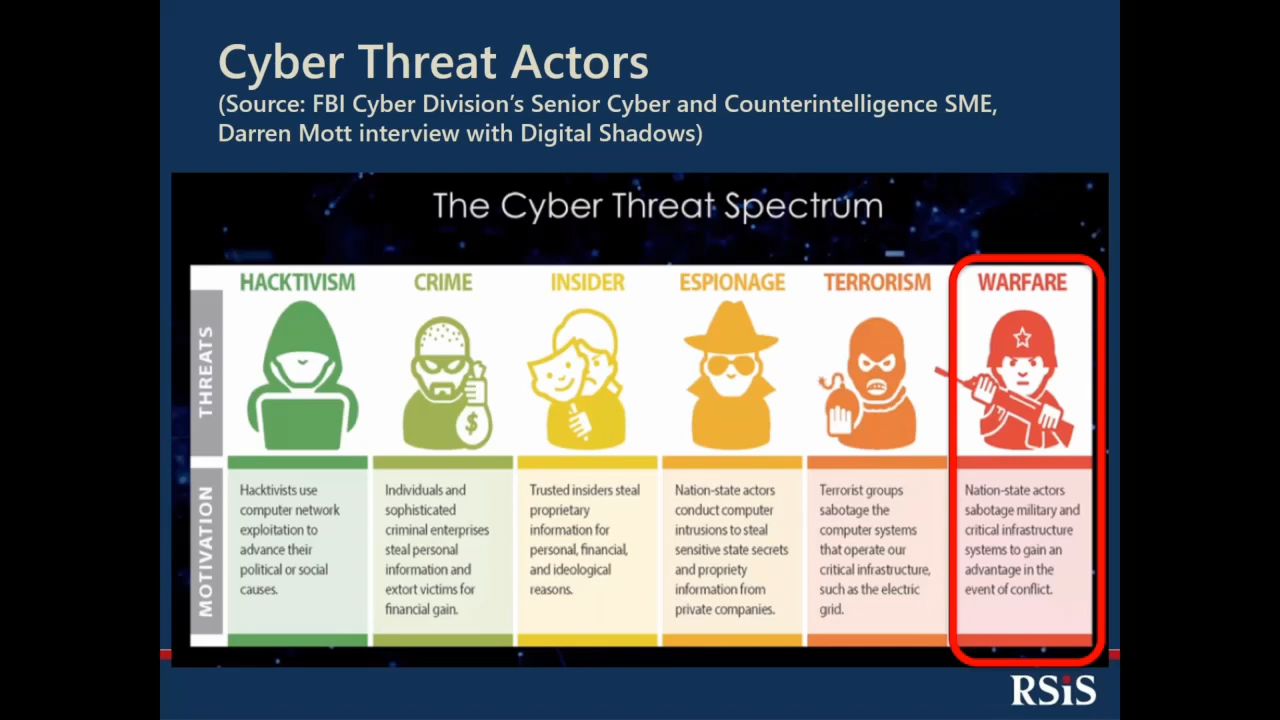 Cyber Threat Actors
(Source: FBI Cyber Division’s Senior Cyber and Counterintelligence SME,
Darren Mott interview with Digital Shadows)
The Cyber Threat Spectrum
THREATS
HACKTIVISM
CRIME
INSIDER
ESPIONAGE
TERRORISM
WARFARE
$
MOTIVATION
Hacktivists use
computer network
exploitation to
advance their
political or social
causes.
Individuals and
sophisticated
criminal enterprises
steal personal
information and
extort victims for
financial gain.
Trusted insiders steal
proprietary
information for
personal, financial,
and ideological
reasons.
Nation-state actors
conduct computer
intrusions to steal
sensitive state secrets
and propriety
information from
private companies.
Terrorist groups
sabotage the
computer systems
that operate our
critical infrastructure,
such as the electric
grid.
Nation-state actors
sabotage military and
critical infrastructure
systems to gain an
advantage in the
event of conflict.
RSiS